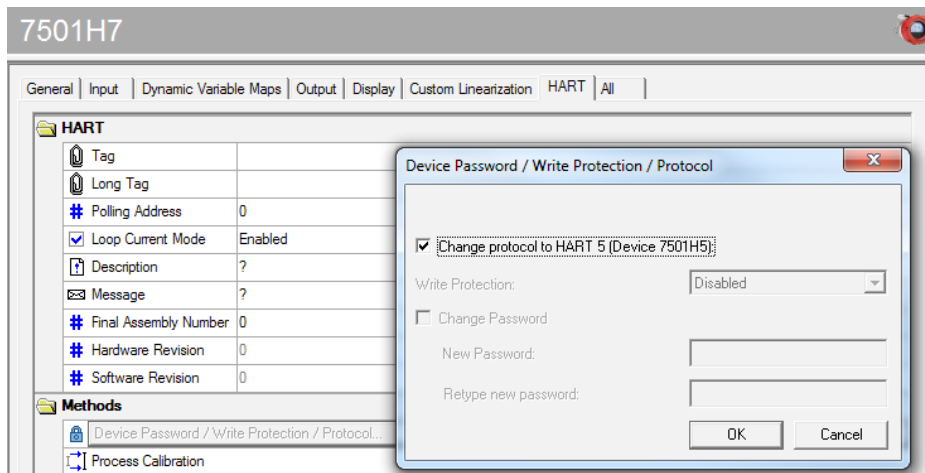 7501H7
General Input Dynamic Variable Maps Output Display Custom Linearization HART All
HART
Tag
Long Tag
# Polling Address 0
Loop Current Mode Enabled
Description ?
Message ?
# Final Assembly Number 0
# Hardware Revision 0
# Software Revision 0
Methods
Device Password / Write Protection / Protocol...
Process Calibration
Device Password / Write Protection / Protocol
Change protocol to HART 5 (Device 7501H5):
Write Protection: Disabled
Change Password
New Password:
Retype new password:
OK Cancel